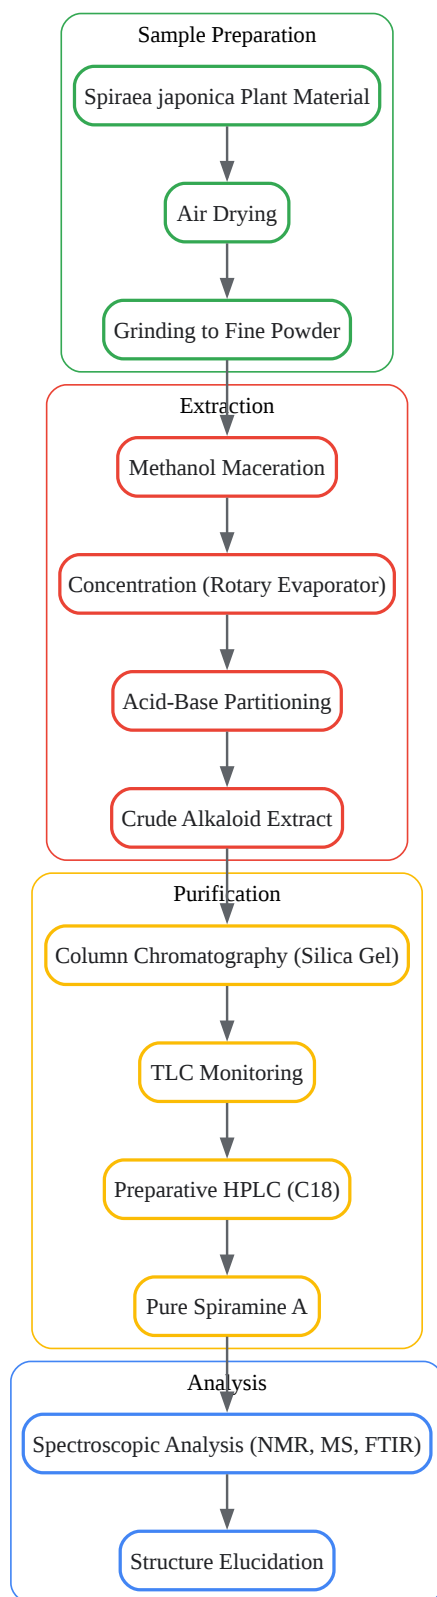 Sample Preparation
Spiraea japonica Plant Material
Air Drying
Grinding to Fine Powder
Extraction
Methanol Maceration
Concentration (Rotary Evaporator)
Acid-Base Partitioning
Crude Alkaloid Extract
Purification
Column Chromatography (Silica Gel)
TLC Monitoring
Preparative HPLC (C18)
Pure Spiramine A
Analysis
Spectroscopic Analysis (NMR, MS, FTIR)
Structure Elucidation